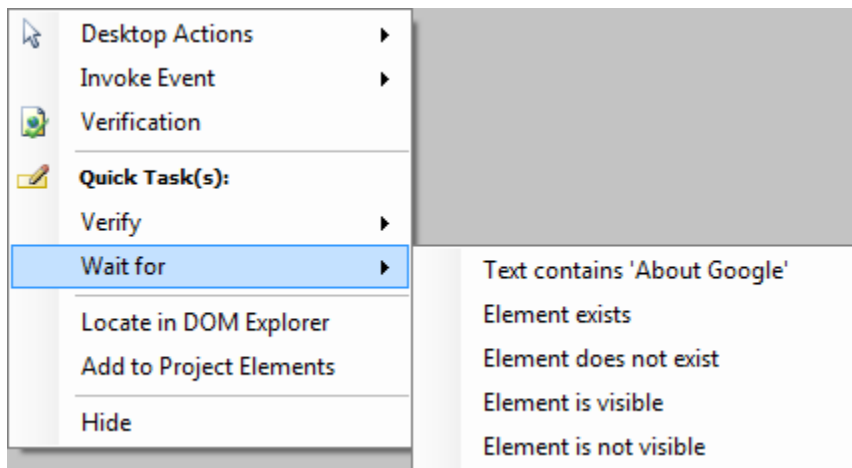 Desktop Actions
Invoke Event
Verification
Quick Task(s):
Verify
Wait for
Locate in DOM Explorer
Add to Project Elements
Hide
Text contains 'About Google'
Element exists
Element does not exist
Element is visible
Element is not visible